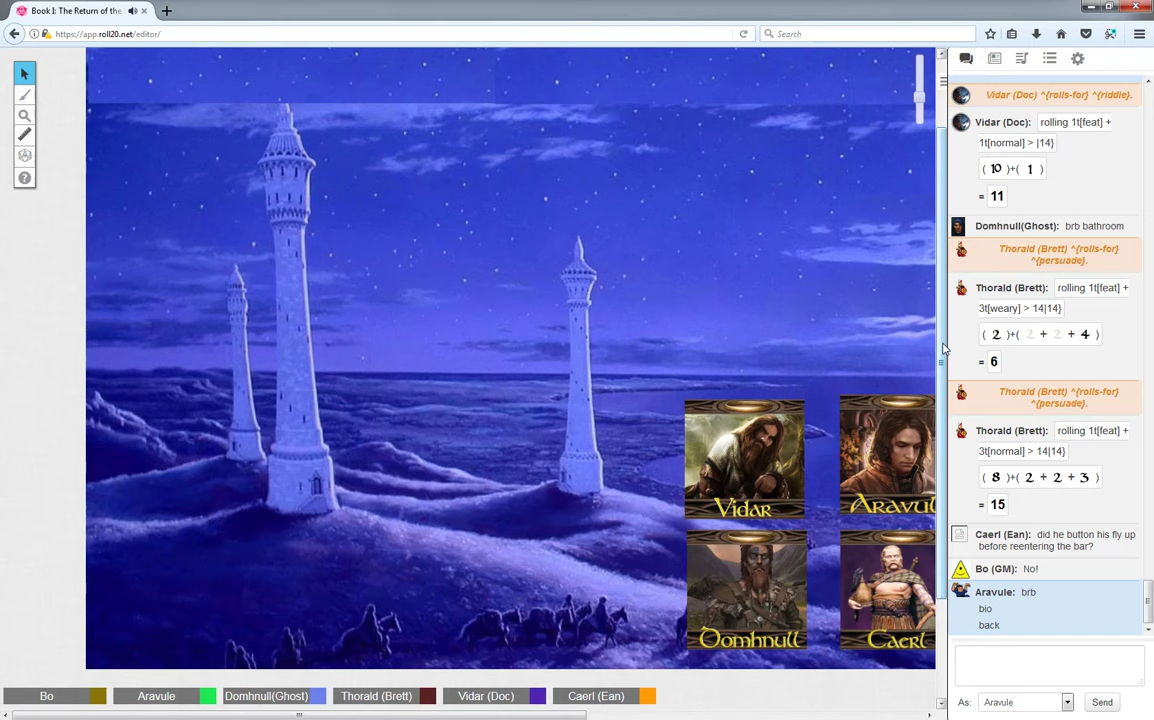 Book I: The Return of the
https://app.roll20.net/editor/
Search
Vidar (Doc) ^{rolls-for} ^{riddle}.
Vidar (Doc): rolling 1t[feat] +
1t[normal] > |14}
( 10 )+( 1 )
= 11
Domhnull(Ghost): brb bathroom
Thorald (Brett) ^{rolls-for}
^{persuade}.
Thorald (Brett): rolling 1t[feat] +
3t[weary] > 14|14}
( 2 )+( 2 + 2 + 4 )
= 6
Thorald (Brett) ^{rolls-for}
^{persuade}.
Thorald (Brett): rolling 1t[feat] +
3t[normal] > 14|14}
( 8 )+( 2 + 2 + 3 )
= 15
Caerl (Ean): did he button his fly up
before reentering the bar?
Bo (GM): No!
Aravule: brb
bio
back
As: Aravule Send
Vidar Aravul
Domhnull Caerl
Bo Aravule Domhnull(Ghost) Thorald (Brett) Vidar (Doc) Caerl (Ean)